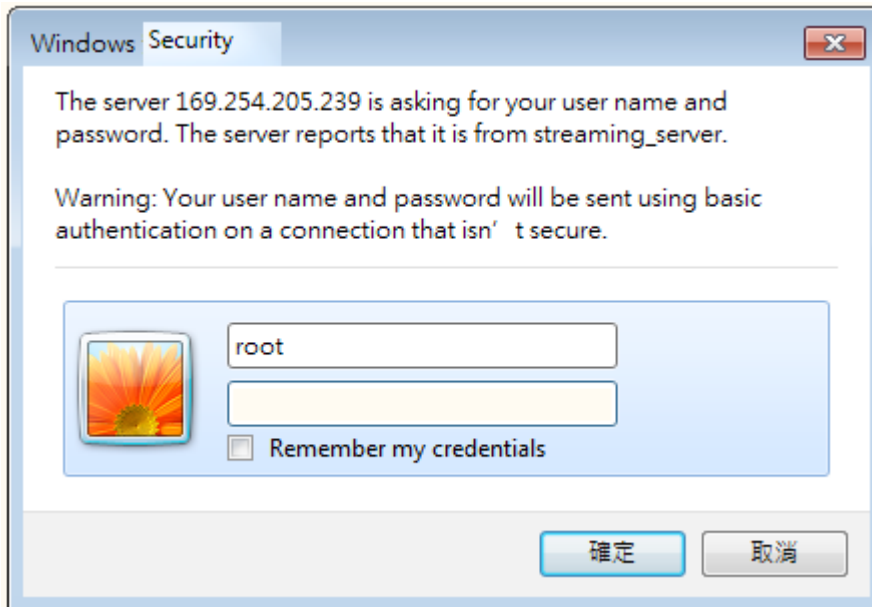 Windows Security
The server 169.254.205.239 is asking for your user name and
password. The server reports that it is from streaming_server.
Warning: Your user name and password will be sent using basic
authentication on a connection that isn’ t secure.
root
Remember my credentials
確定 取消